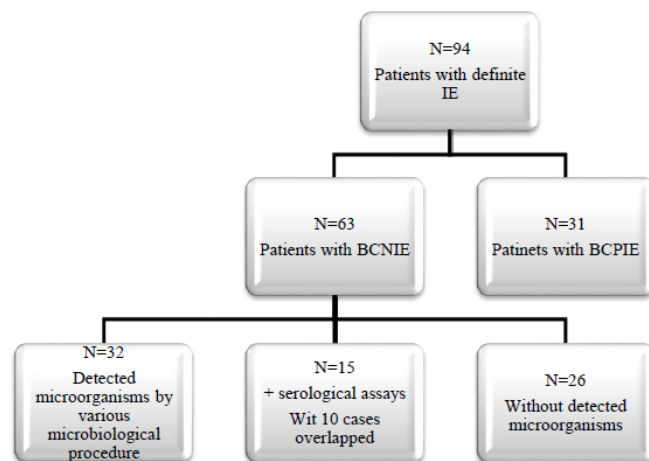 N=94
Patients with definite
IE
N=63
Patients with BCNIE
N=31
Patinets with BCPIE
N=32
Detected
microorganisms by
various
microbiological
procedure
N=15
+ serological assays
Wit 10 cases
overlapped
N=26
Without detected
microorganisms